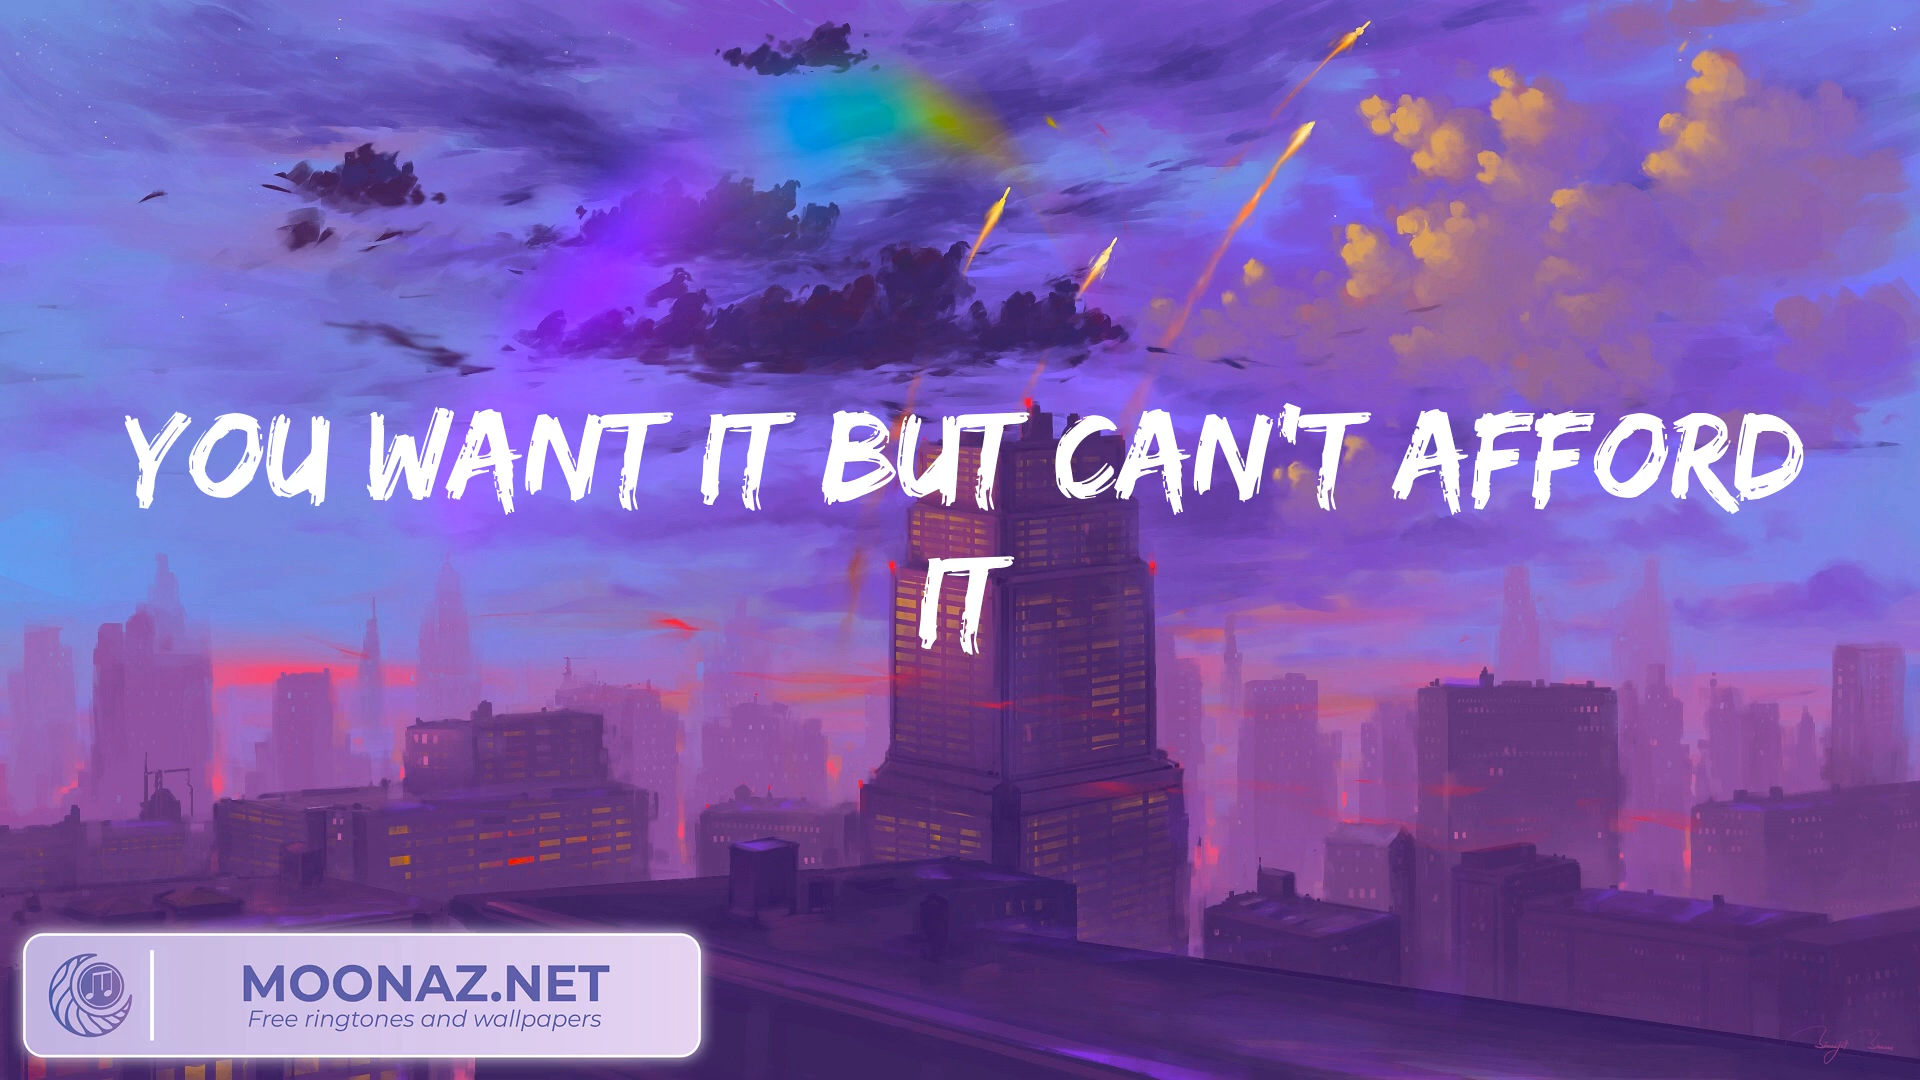 YOU WANT IT BUT CAN'T AFFORD
IT
MOONAZ.NET
Free ringtones and wallpapers